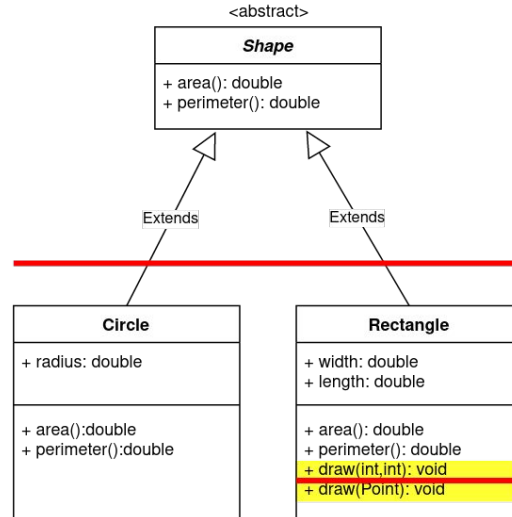 <abstract>
Shape
+ area(): double
+ perimeter(): double
Extends
Extends
Circle
+ radius: double
+ area():double
+ perimeter():double
Rectangle
+ width: double
+ length: double
+ area(): double
+ perimeter(): double
+ draw(int,int): void
+ draw(Point): void